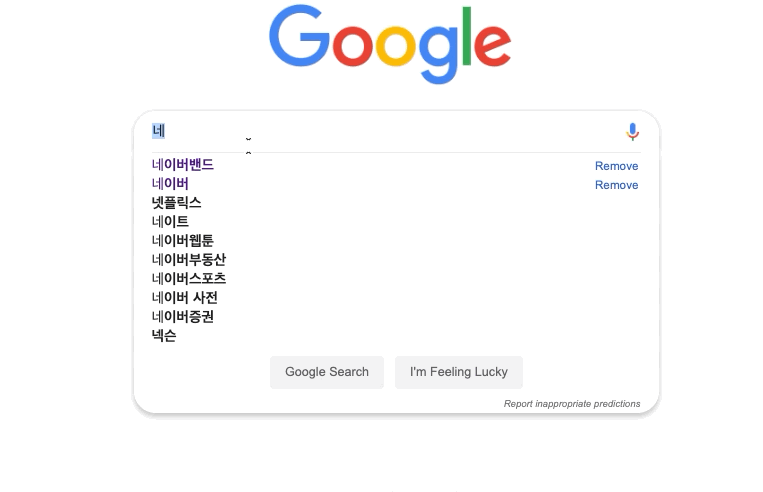 Google
네
네이버밴드 Remove
네이버 Remove
넷플릭스
네이트
네이버웹툰
네이버부동산
네이버스포츠
네이버 사전
네이버증권
넥슨
Google Search I'm Feeling Lucky
Report inappropriate predictions